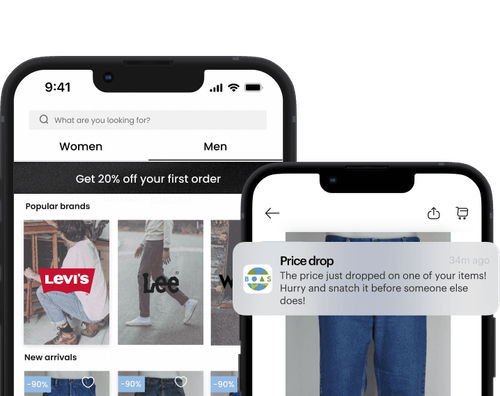 9:41
What are you looking for?
Women
Men
Get 20% off your first order
Popular brands
LEVI'S
Lee
W
New arrivals
-90%
-90%
-90%
Price drop
34m ago
BOAS
The price just dropped on one of your items!
Hurry and snatch it before someone else
does!